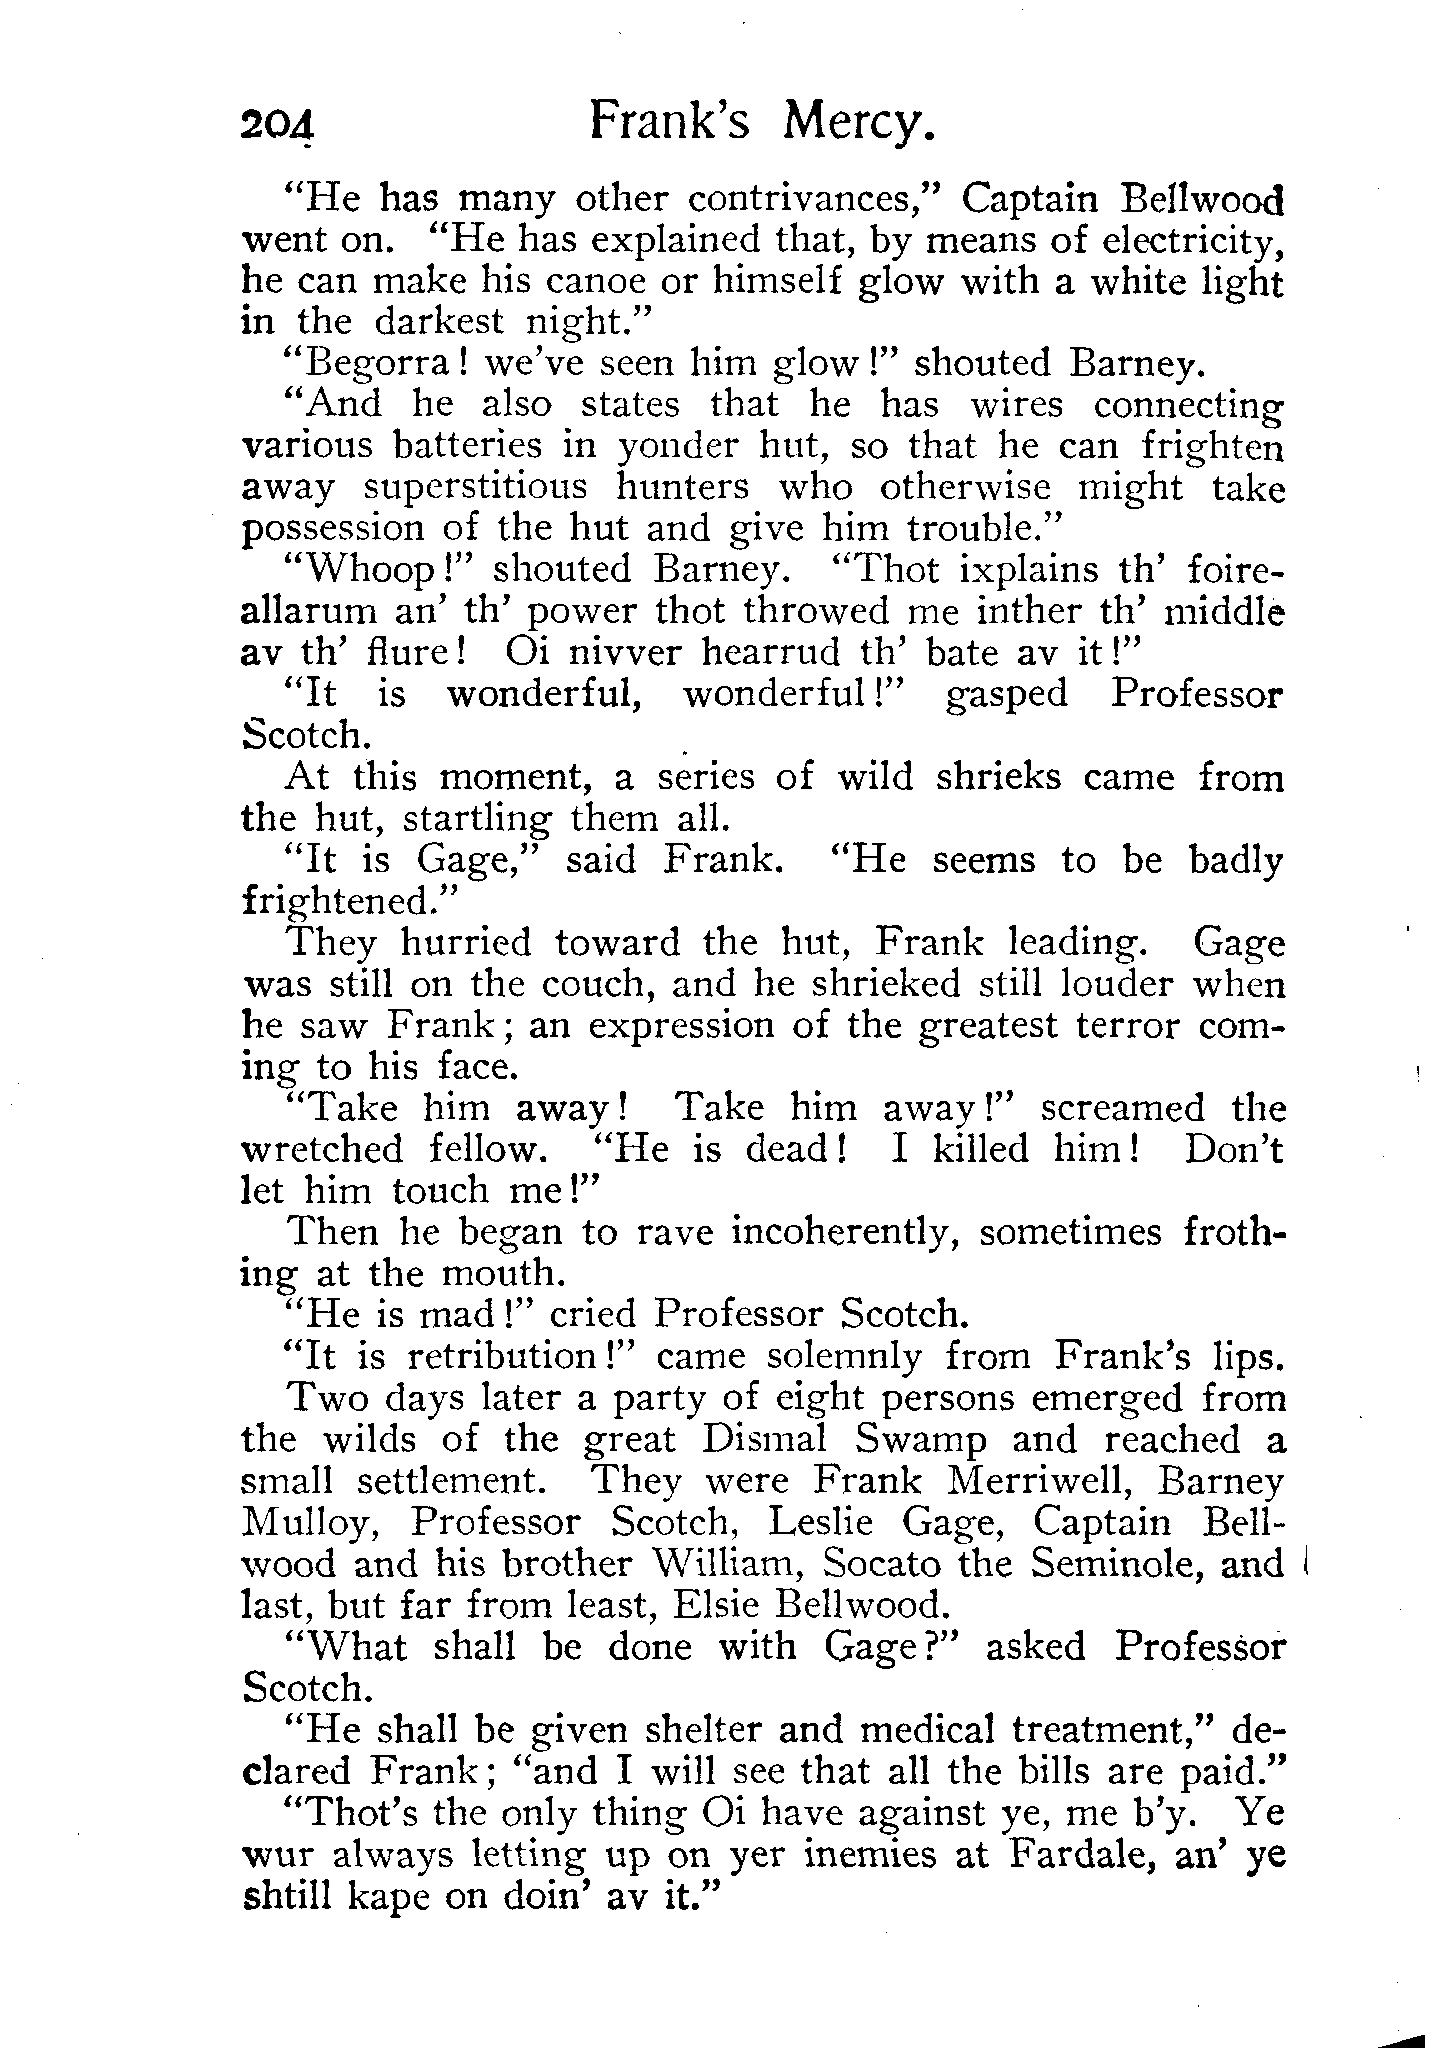 204 Frank's Mercy.
"He has many other contrivances," Captain Bellwood
went on. "He has explained that, by means of electricity,
he can make his canoe or himself glow with a white light
in the darkest night."
"Begorra! we've seen him glow!" shouted Barney.
"And he also states that he has wires connecting
various batteries in yonder hut, so that he can frighten
away superstitious hunters who otherwise might take
possession of the hut and give him trouble."
"Whoop!" shouted Barney. "Thot ixplains th' foire-
allarum an' th' power thot throwed me inther th' middle
av th' flure! Oi nivver hearrud th' bate av it!"
"It is wonderful, wonderful!" gasped Professor
Scotch.
At this moment, a series of wild shrieks came from
the hut, startling them all.
"It is Gage," said Frank. "He seems to be badly
frightened."
They hurried toward the hut, Frank leading. Gage
was still on the couch, and he shrieked still louder when
he saw Frank; an expression of the greatest terror com-
ing to his face.
"Take him away! Take him away!" screamed the
wretched fellow. "He is dead! I killed him! Don't
let him touch me!"
Then he began to rave incoherently, sometimes froth-
ing at the mouth.
"He is mad!" cried Professor Scotch.
"It is retribution!" came solemnly from Frank's lips.
Two days later a party of eight persons emerged from
the wilds of the great Dismal Swamp and reached a
small settlement. They were Frank Merriwell, Barney
Mulloy, Professor Scotch, Leslie Gage, Captain Bell-
wood and his brother William, Socato the Seminole, and
last, but far from least, Elsie Bellwood.
"What shall be done with Gage?" asked Professor
Scotch.
"He shall be given shelter and medical treatment," de-
clared Frank; "and I will see that all the bills are paid."
"Thot's the only thing Oi have against ye, me b'y. Ye
wur always letting up on yer inemies at Fardale, an' ye
shtill kape on doin' av it."